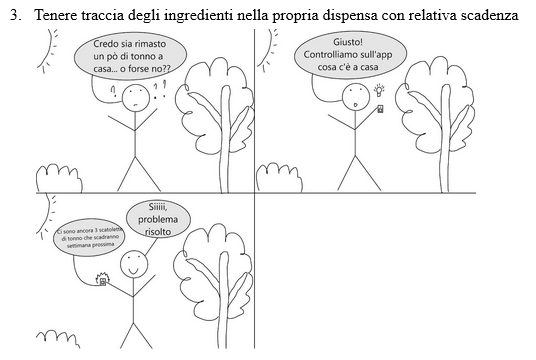 3. Tenere traccia degli ingredienti nella propria dispensa con relativa scadenza
Credo sia rimasto
un pò di tonno a
casa... o forse no??
! ! !
Giusto!
Controlliamo sull'app
cosa c'è a casa
Ci sono ancora 3 scatolette
di tonno che scadranno
settimana prossima
Siiiii,
problema
risolto